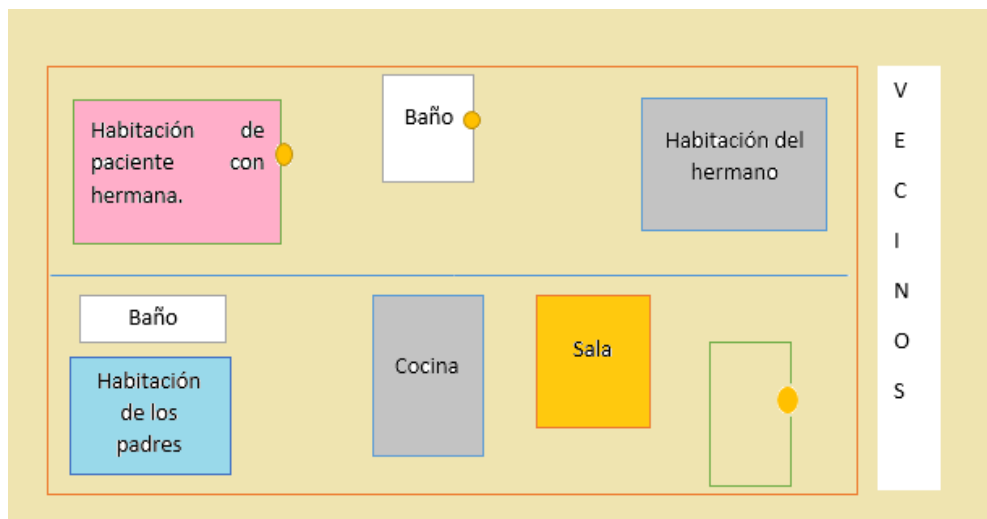 Habitación de
paciente con
hermana.
Baño
Habitación del
hermano
Baño
Habitación
de los
padres
Cocina
Sala
V
E
C
I
N
O
S